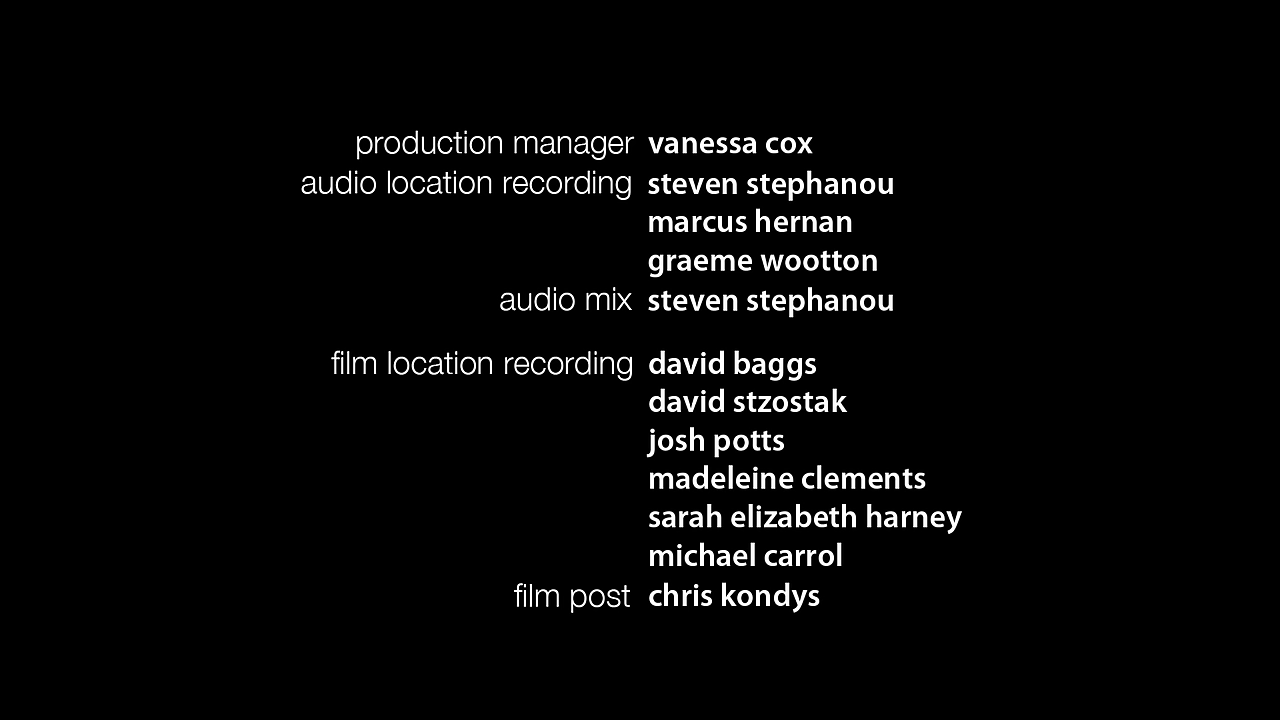 production manager vanessa cox
audio location recording steven stephanou
marcus hernan
graeme wootton
audio mix steven stephanou
film location recording david baggs
david stzostak
josh potts
madeleine clements
sarah elizabeth harney
michael carrol
film post chris kondys